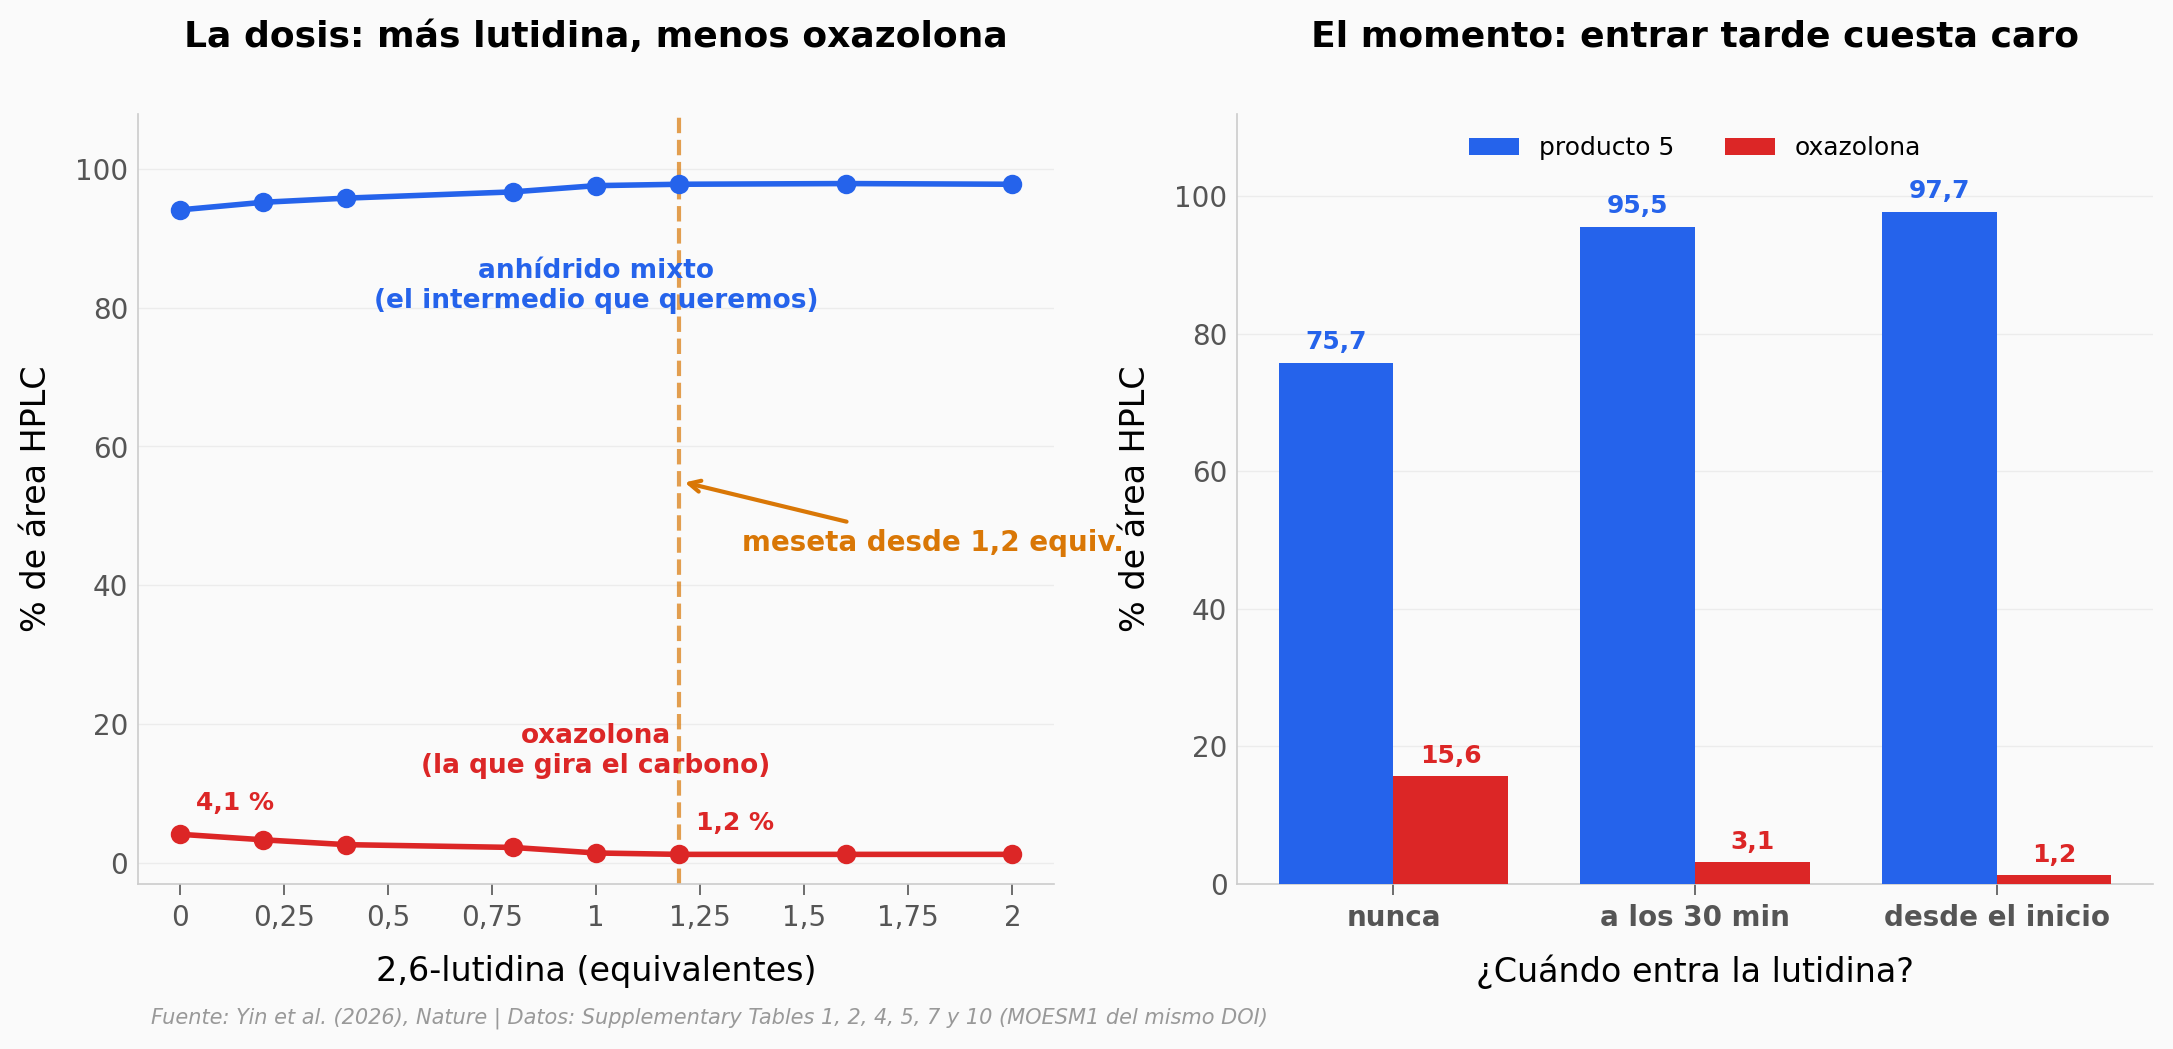 La dosis: más lutidina, menos oxazolona
% de área HPLC
100
80
60
40
20
0
anhídrido mixto
(el intermedio que queremos)
meseta desde 1,2 equiv.
oxazolona
(la que gira el carbono)
4,1 %
1,2 %
0 0,25 0,5 0,75 1 1,25 1,5 1,75 2
2,6-lutidina (equivalentes)
El momento: entrar tarde cuesta caro
producto 5 oxazolona
% de área HPLC
100
80
60
40
20
0
75,7
15,6
95,5
3,1
97,7
1,2
nunca a los 30 min desde el inicio
¿Cuándo entra la lutidina?
Fuente: Yin et al. (2026), Nature | Datos: Supplementary Tables 1, 2, 4, 5, 7 y 10 (MOESM1 del mismo DOI)